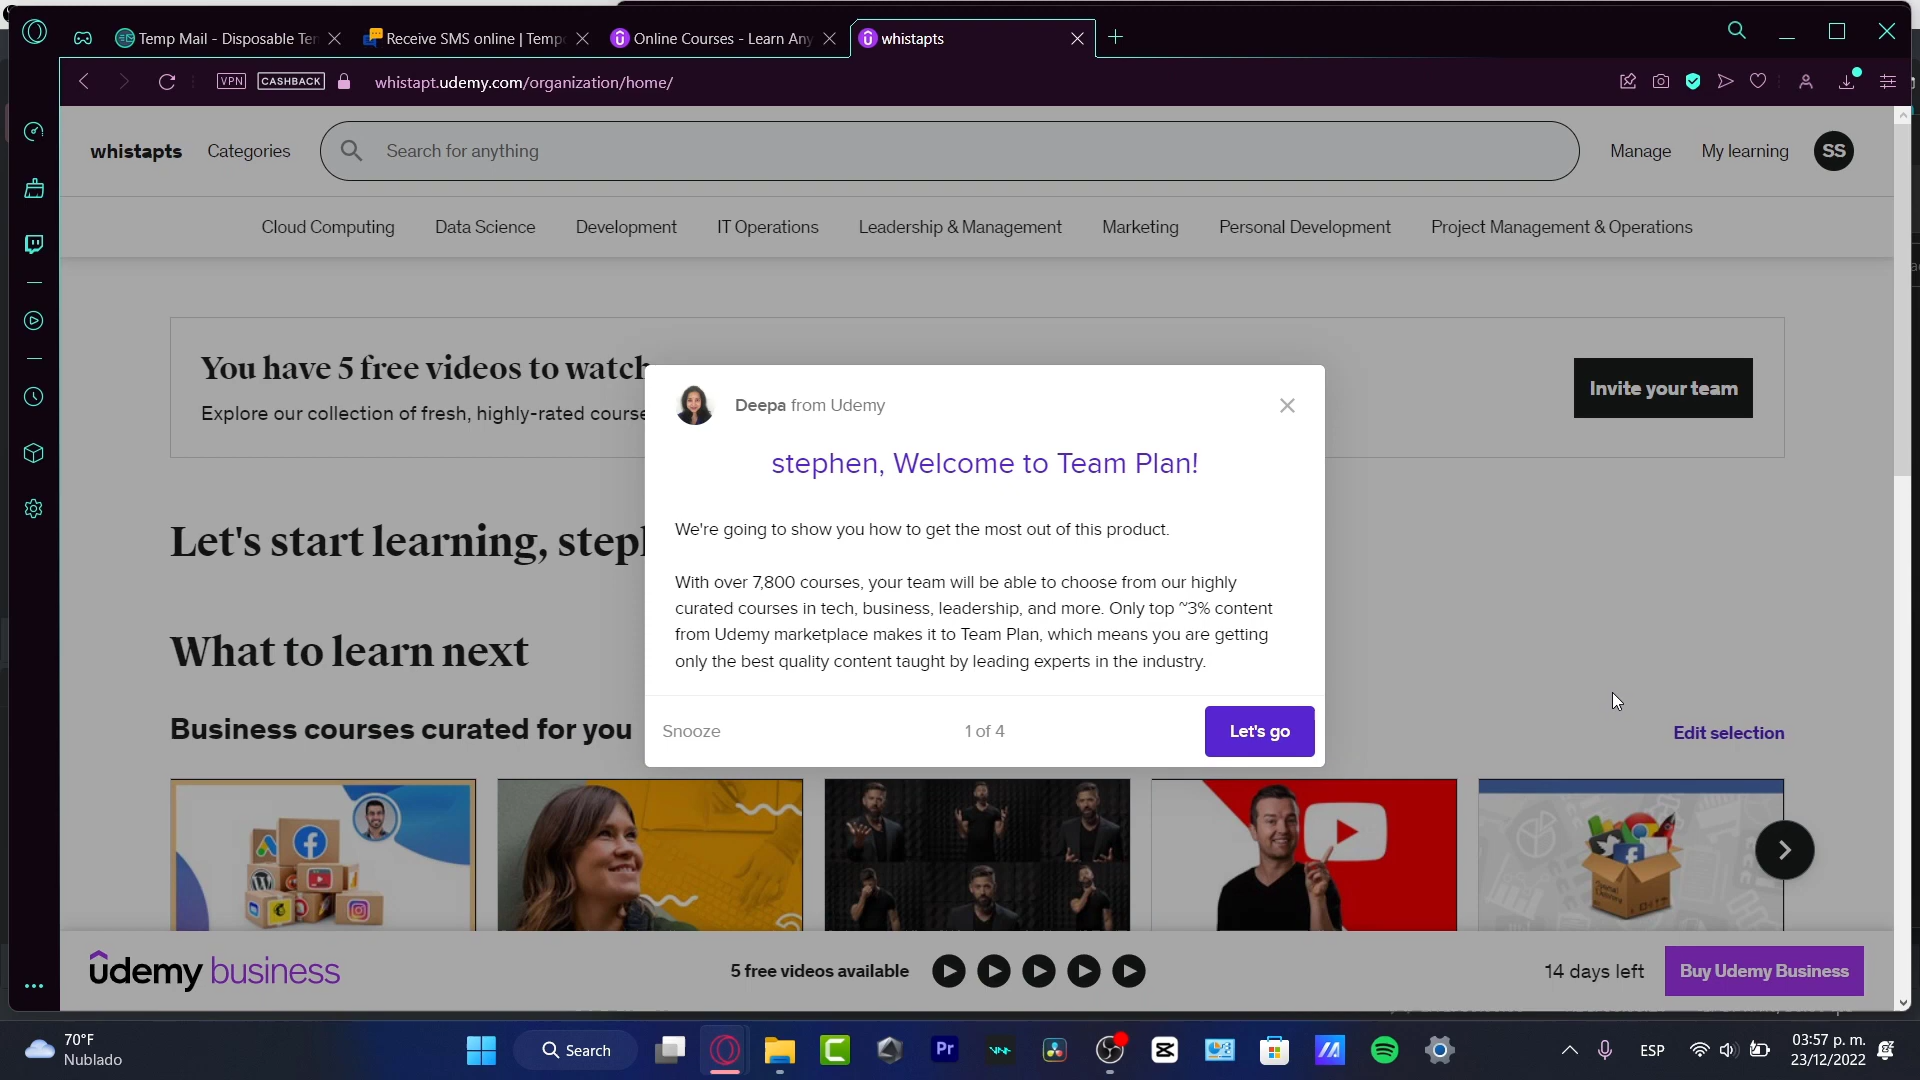 Temp Mail - Disposable Ten
Receive SMS online | Temp
Online Courses - Learn Any
whistapts
VPN
CASHBACK
whistapt.udemy.com/organization/home/
whistapts
Categories
Search for anything
Manage
My learning
SS
Cloud Computing
Data Science
Development
IT Operations
Leadership & Management
Marketing
Personal Development
Project Management & Operations
You have 5 free videos to watch
Explore our collection of fresh, highly-rated course
Invite your team
Deepa from Udemy
stephen, Welcome to Team Plan!
We're going to show you how to get the most out of this product.
With over 7,800 courses, your team will be able to choose from our highly
curated courses in tech, business, leadership, and more. Only top ~3% content
from Udemy marketplace makes it to Team Plan, which means you are getting
only the best quality content taught by leading experts in the industry.
Snooze
1 of 4
Let's go
Let's start learning, step
What to learn next
Business courses curated for you
Edit selection
udemy business
5 free videos available
14 days left
Buy Udemy Business
70°F
Nublado
Search
Pr
ESP
03:57 p. m.
23/12/2022